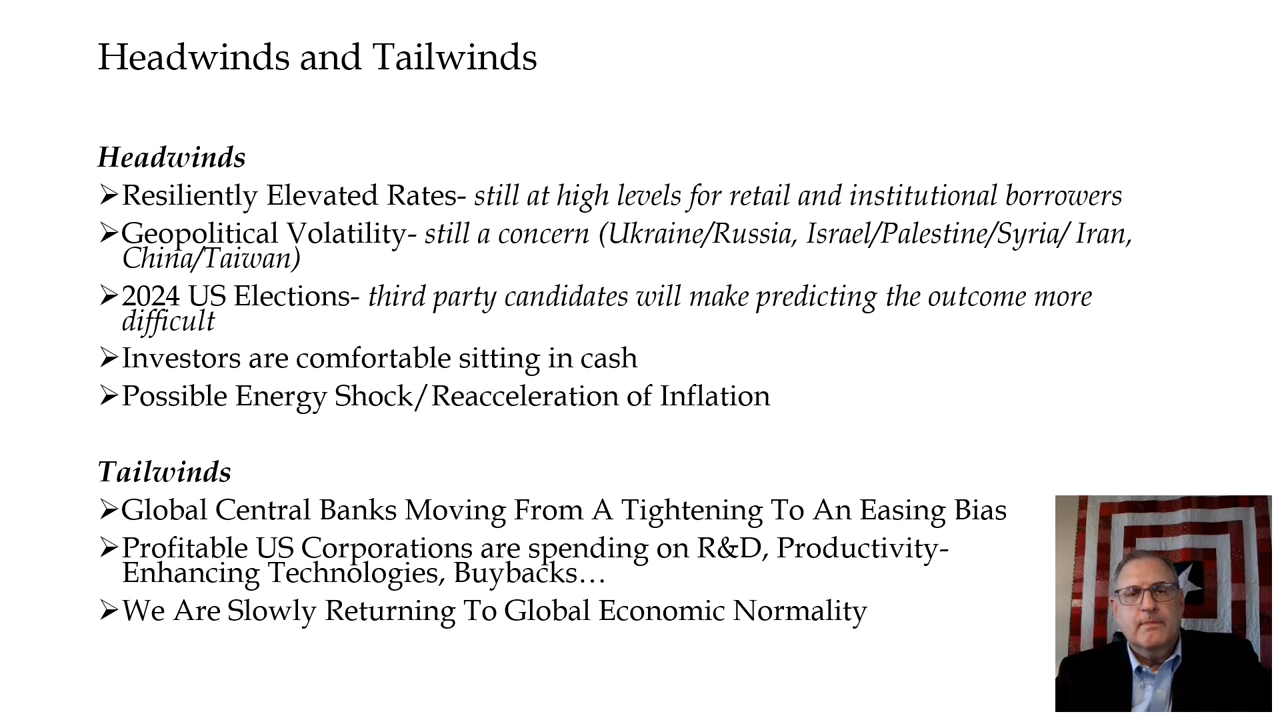 Headwinds and Tailwinds
Headwinds
➢Resiliently Elevated Rates- still at high levels for retail and institutional borrowers
➢Geopolitical Volatility- still a concern (Ukraine/Russia, Israel/Palestine/Syria/ Iran,
China/Taiwan)
➢2024 US Elections- third party candidates will make predicting the outcome more
difficult
➢Investors are comfortable sitting in cash
➢Possible Energy Shock/Reacceleration of Inflation
Tailwinds
➢Global Central Banks Moving From A Tightening To An Easing Bias
➢Profitable US Corporations are spending on R&D, Productivity-
Enhancing Technologies, Buybacks…
➢We Are Slowly Returning To Global Economic Normality